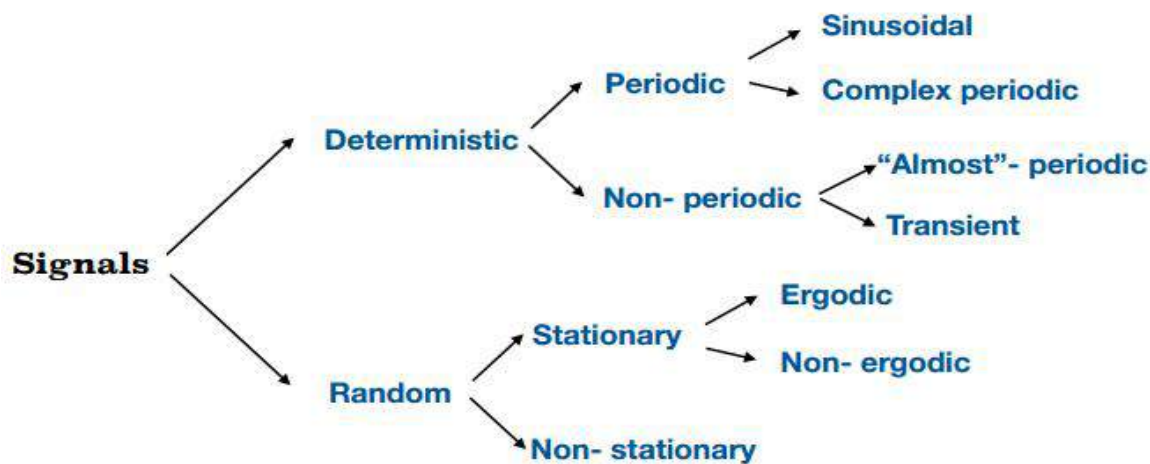 Sinusoidal
Periodic
Complex periodic
Deterministic
“Almost”- periodic
Non- periodic
Transient
Signals
Ergodic
Stationary
Non- ergodic
Random
Non- stationary